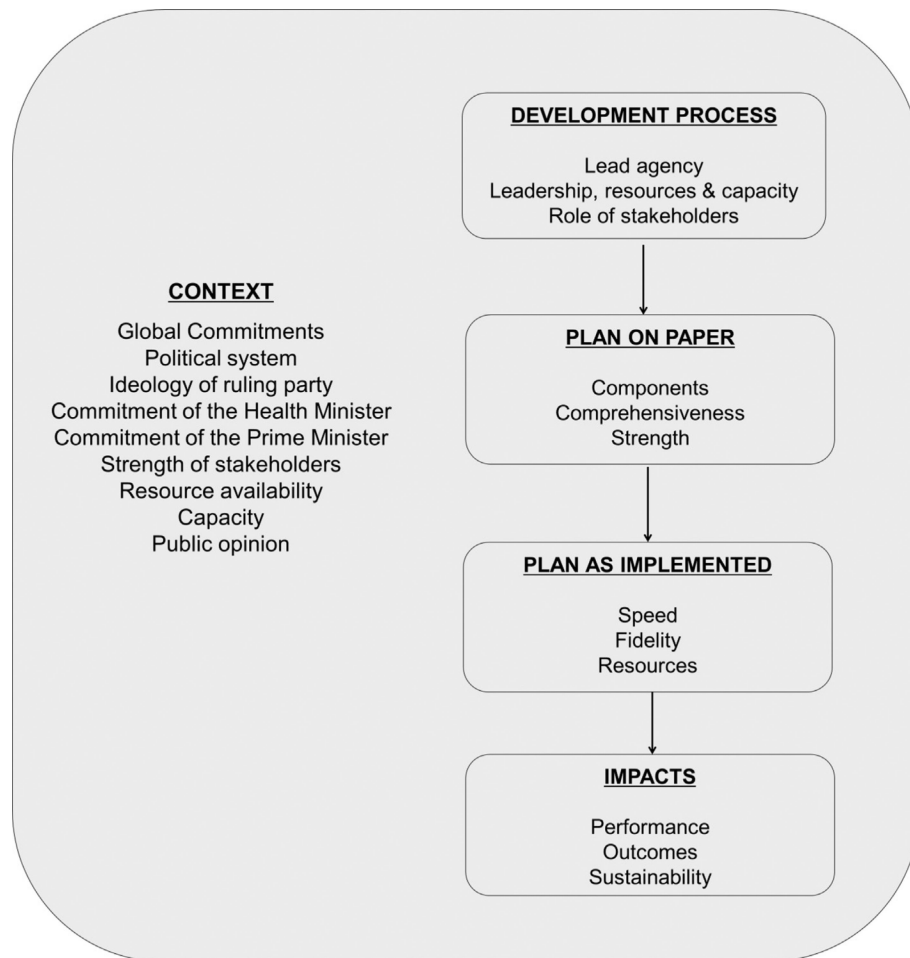 DEVELOPMENT PROCESS
Lead agency
Leadership, resources & capacity
Role of stakeholders
CONTEXT
Global Commitments
Political system
Ideology of ruling party
Commitment of the Health Minister
Commitment of the Prime Minister
Strength of stakeholders
Resource availability
Capacity
Public opinion
PLAN ON PAPER
Components
Comprehensiveness
Strength
PLAN AS IMPLEMENTED
Speed
Fidelity
Resources
IMPACTS
Performance
Outcomes
Sustainability